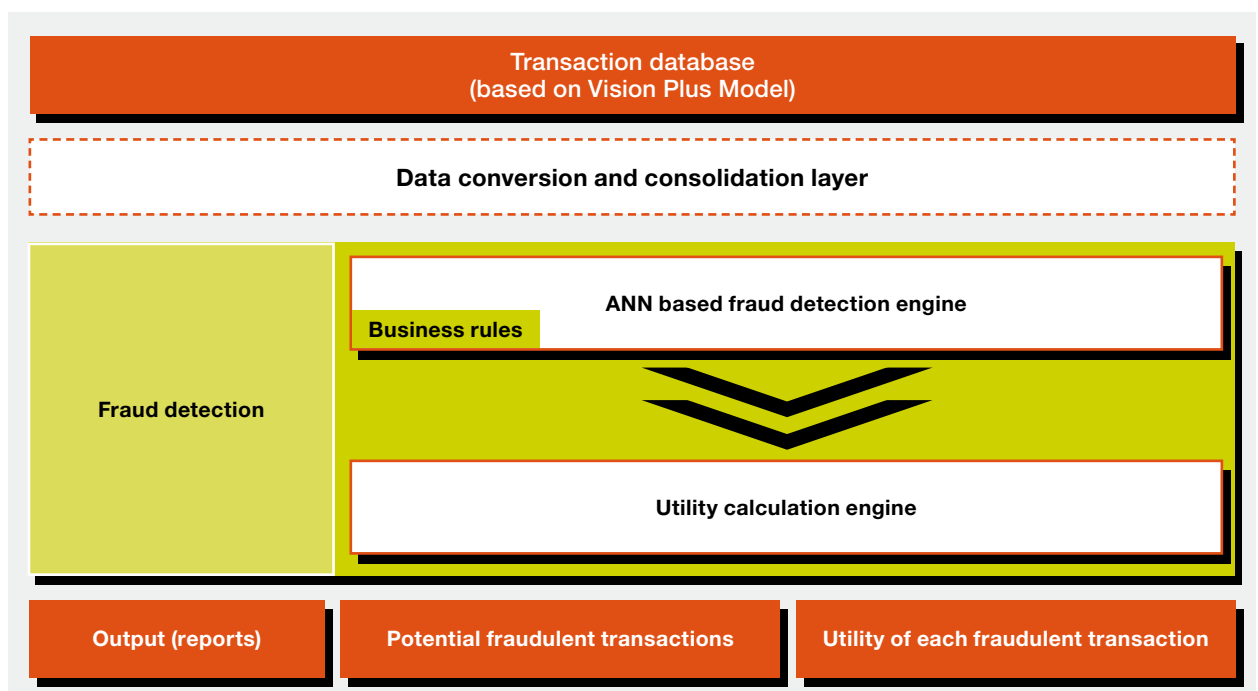 Transaction database
(based on Vision Plus Model)
Data conversion and consolidation layer
Fraud detection
ANN based fraud detection engine
Business rules
Utility calculation engine
Output (reports)
Potential fraudulent transactions
Utility of each fraudulent transaction